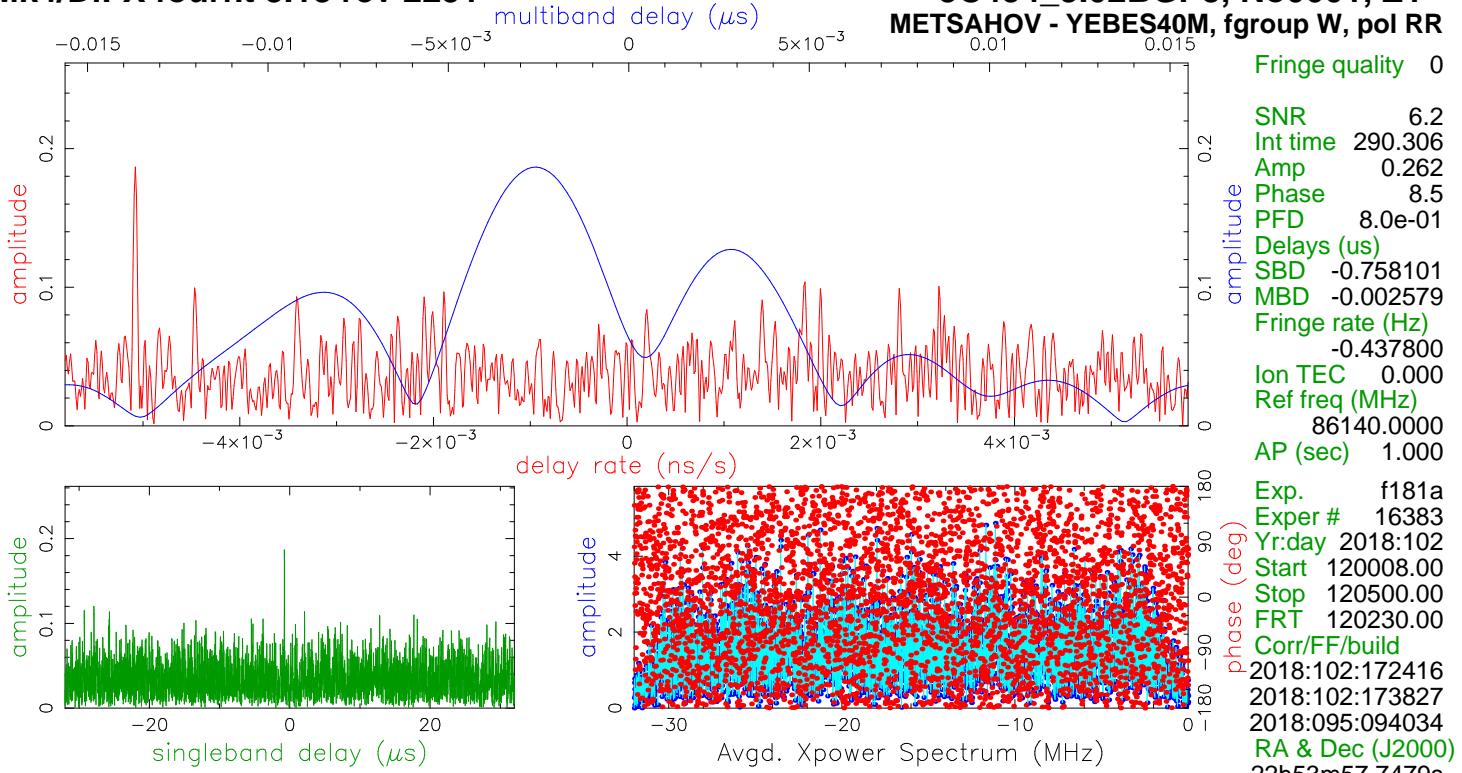 multiband delay (μs)
METSAHOV - YEBES40M, fgroup W, pol RR
−0.015 −0.01 −5×10⁻³ 0 5×10⁻³ 0.01 0.015
amplitude
0 0.1 0.2
amplitude
0 0.1 0.2
−4×10⁻³ −2×10⁻³ 0 2×10⁻³ 4×10⁻³
delay rate (ns/s)
Fringe quality 0
SNR 6.2
Int time 290.306
Amp 0.262
Phase 8.5
PFD 8.0e-01
Delays (us)
SBD -0.758101
MBD -0.002579
Fringe rate (Hz)
-0.437800
Ion TEC 0.000
Ref freq (MHz)
86140.0000
AP (sec) 1.000
Exp. f181a
Exper # 16383
Yr:day 2018:102
Start 120008.00
Stop 120500.00
FRT 120230.00
Corr/FF/build
2018:102:172416
2018:102:173827
2018:095:094034
RA & Dec (J2000)
amplitude
0 0.1 0.2
−20 0 20
singleband delay (μs)
amplitude
0 2 4
−30 −20 −10 0
Avgd. Xpower Spectrum (MHz)
phase (deg)
−180 −90 0 90 180